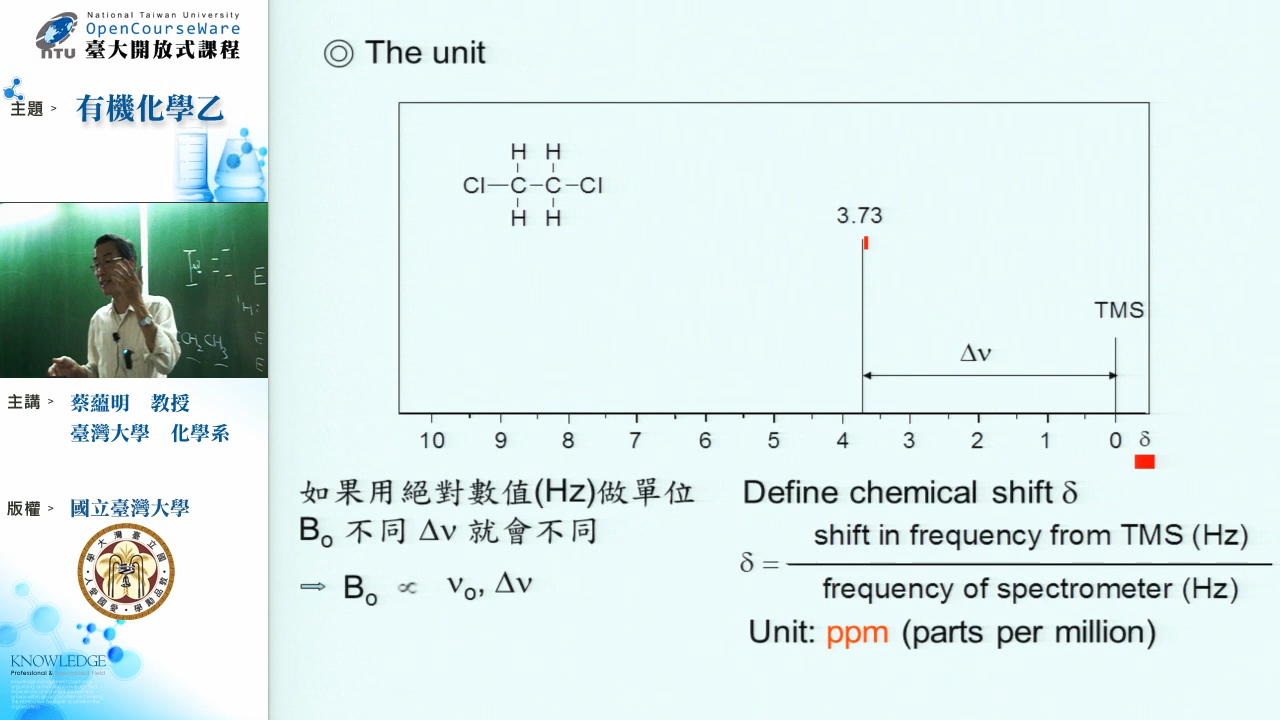 National Taiwan University
OpenCourseWare
臺大開放式課程
NTU
主題 >
有機化學乙
主講 >
蔡蘊明 教授
臺灣大學 化學系
版權 >
國立臺灣大學
KNOWLEDGE
◎ The unit
H H
Cl—C—C—Cl
H H
3.73
TMS
Δν
10 9 8 7 6 5 4 3 2 1 0 δ
如果用絕對數值(Hz)做單位
Bo 不同 Δν 就會不同
⇨ Bo ∝ νo, Δν
Define chemical shift δ
δ =
shift in frequency from TMS (Hz)
frequency of spectrometer (Hz)
Unit: ppm (parts per million)